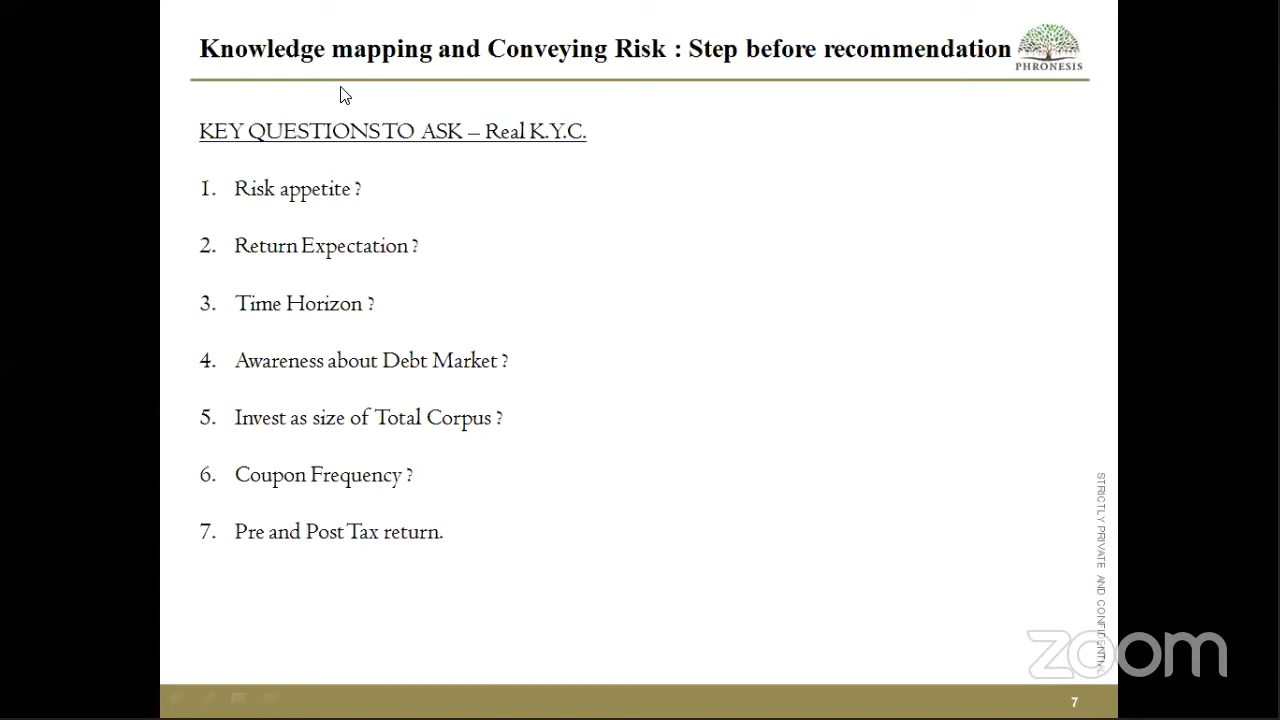 Knowledge mapping and Conveying Risk : Step before recommendation
PHRONESIS
KEY QUESTIONS TO ASK – Real K.Y.C.
1. Risk appetite ?
2. Return Expectation ?
3. Time Horizon ?
4. Awareness about Debt Market ?
5. Invest as size of Total Corpus ?
6. Coupon Frequency ?
7. Pre and Post Tax return.
STRICTLY PRIVATE AND CONFIDENTIAL
zoom
7